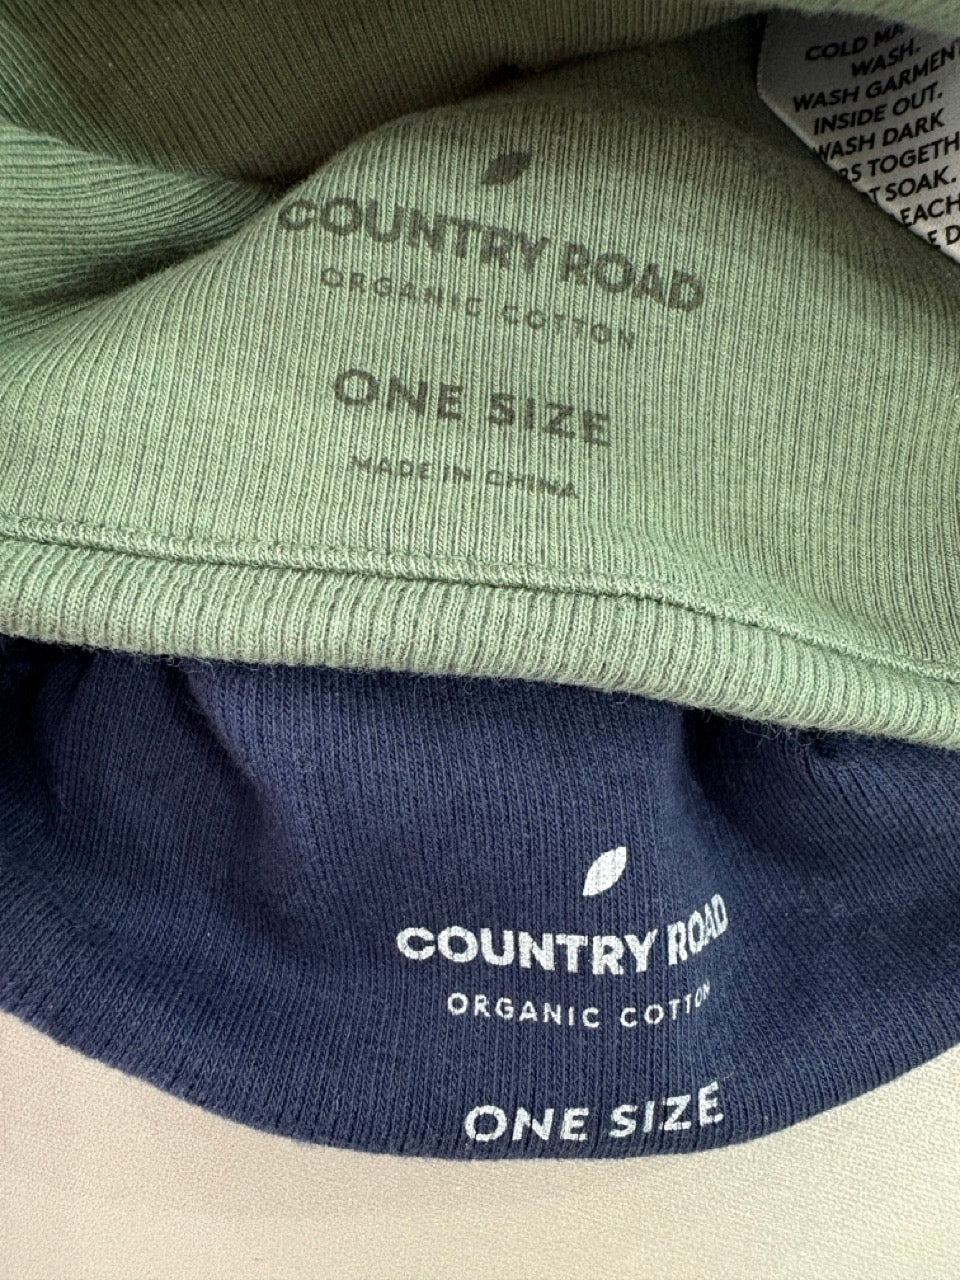 COLD
WASH.
WASH GARMENT
INSIDE OUT.
WASH DARK
SOAK.
COUNTRY ROAD
ORGANIC COTTON
ONE SIZE
MADE IN CHINA
COUNTRY ROAD
ORGANIC COTTON
ONE SIZE